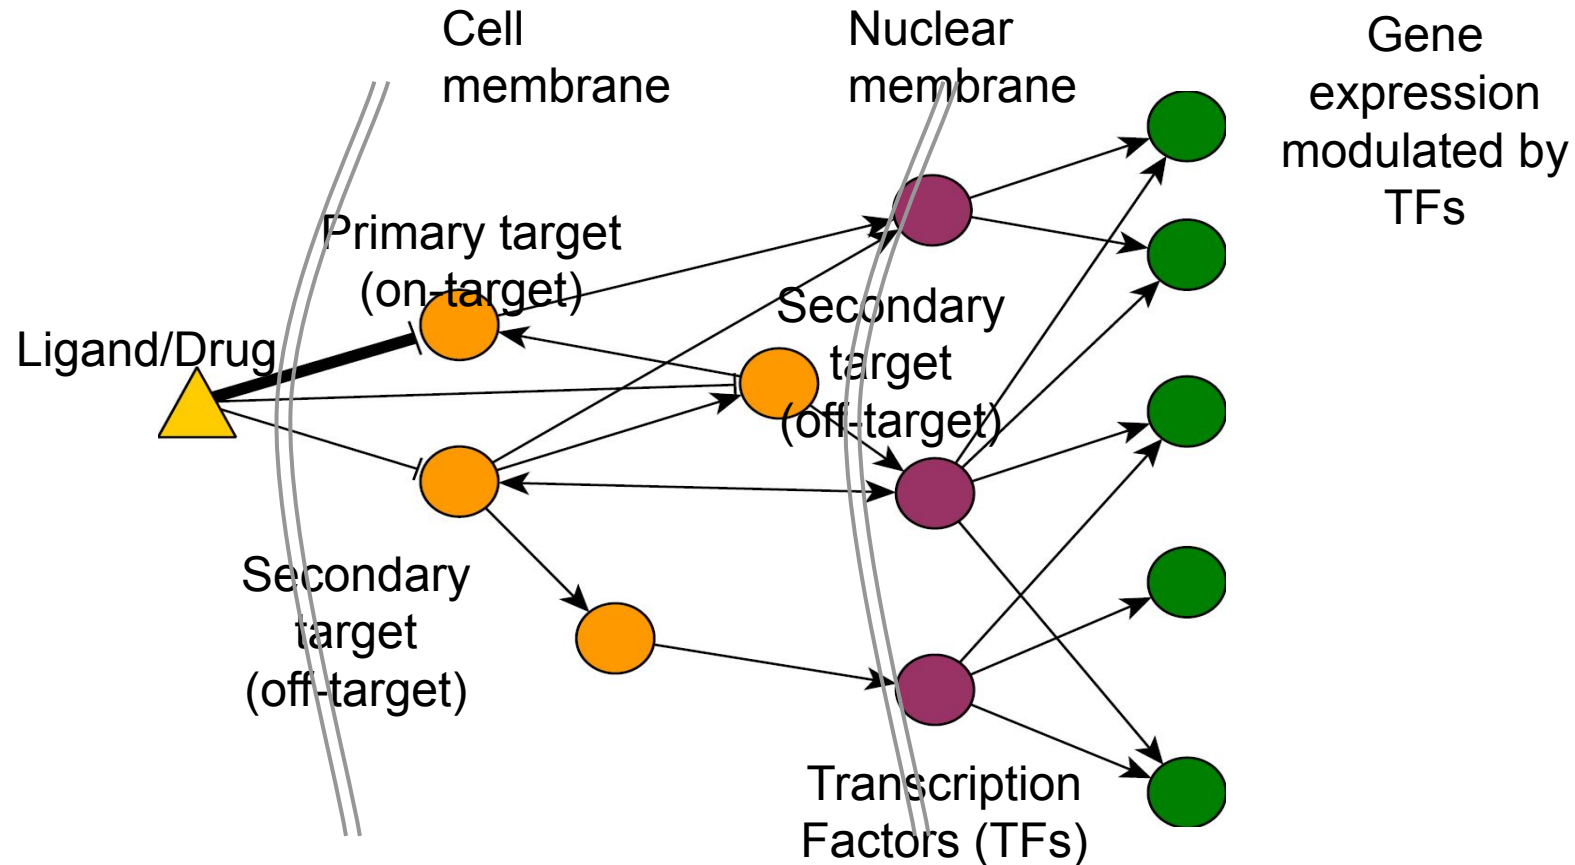 Cell
membrane
Nuclear
membrane
Gene
expression
modulated by
TFs
Primary target
(on-target)
Ligand/Drug
Secondary
target
(off-target)
Secondary
target
(off-target)
Transcription
Factors (TFs)